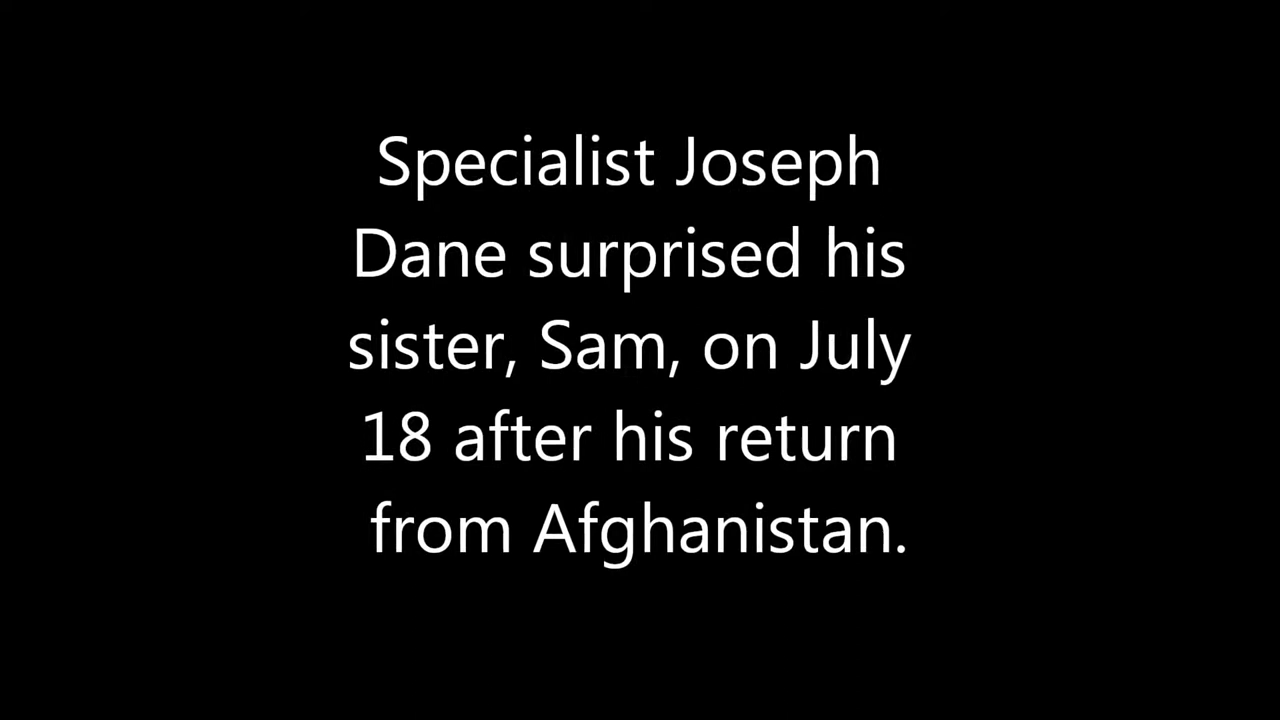 Specialist Joseph
Dane surprised his
sister, Sam, on July
18 after his return
from Afghanistan.